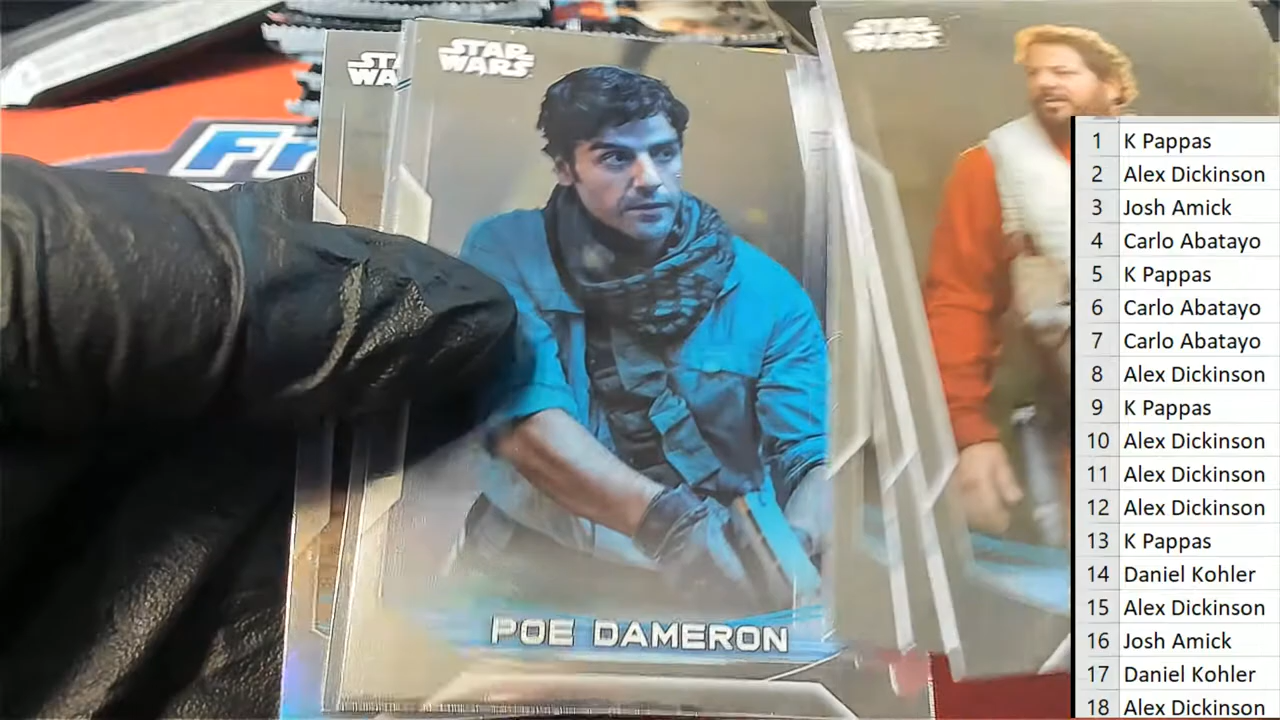 STAR
WA
STAR
WARS
STAR
WARS
Fr
POE DAMERON
1 K Pappas
2 Alex Dickinson
3 Josh Amick
4 Carlo Abatayo
5 K Pappas
6 Carlo Abatayo
7 Carlo Abatayo
8 Alex Dickinson
9 K Pappas
10 Alex Dickinson
11 Alex Dickinson
12 Alex Dickinson
13 K Pappas
14 Daniel Kohler
15 Alex Dickinson
16 Josh Amick
17 Daniel Kohler
18 Alex Dickinson